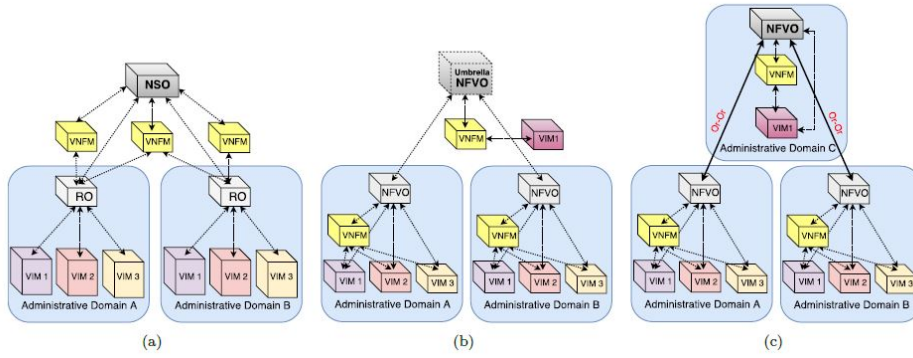 NSO
VNFM
VNFM
VNFM
RO
RO
VIM 1
VIM 2
VIM 3
VIM 1
VIM 2
VIM 3
Administrative Domain A
Administrative Domain B
(a)
Umbrella
NFVO
VNFM
VIM1
NFVO
NFVO
VNFM
VNFM
VIM 1
VIM 2
VIM 3
VIM 1
VIM 2
VIM 3
Administrative Domain A
Administrative Domain B
(b)
NFVO
VNFM
VIM1
Or-Or
Or-Or
Administrative Domain C
NFVO
NFVO
VNFM
VNFM
VIM 1
VIM 2
VIM 3
VIM 1
VIM 2
VIM 3
Administrative Domain A
Administrative Domain B
(c)